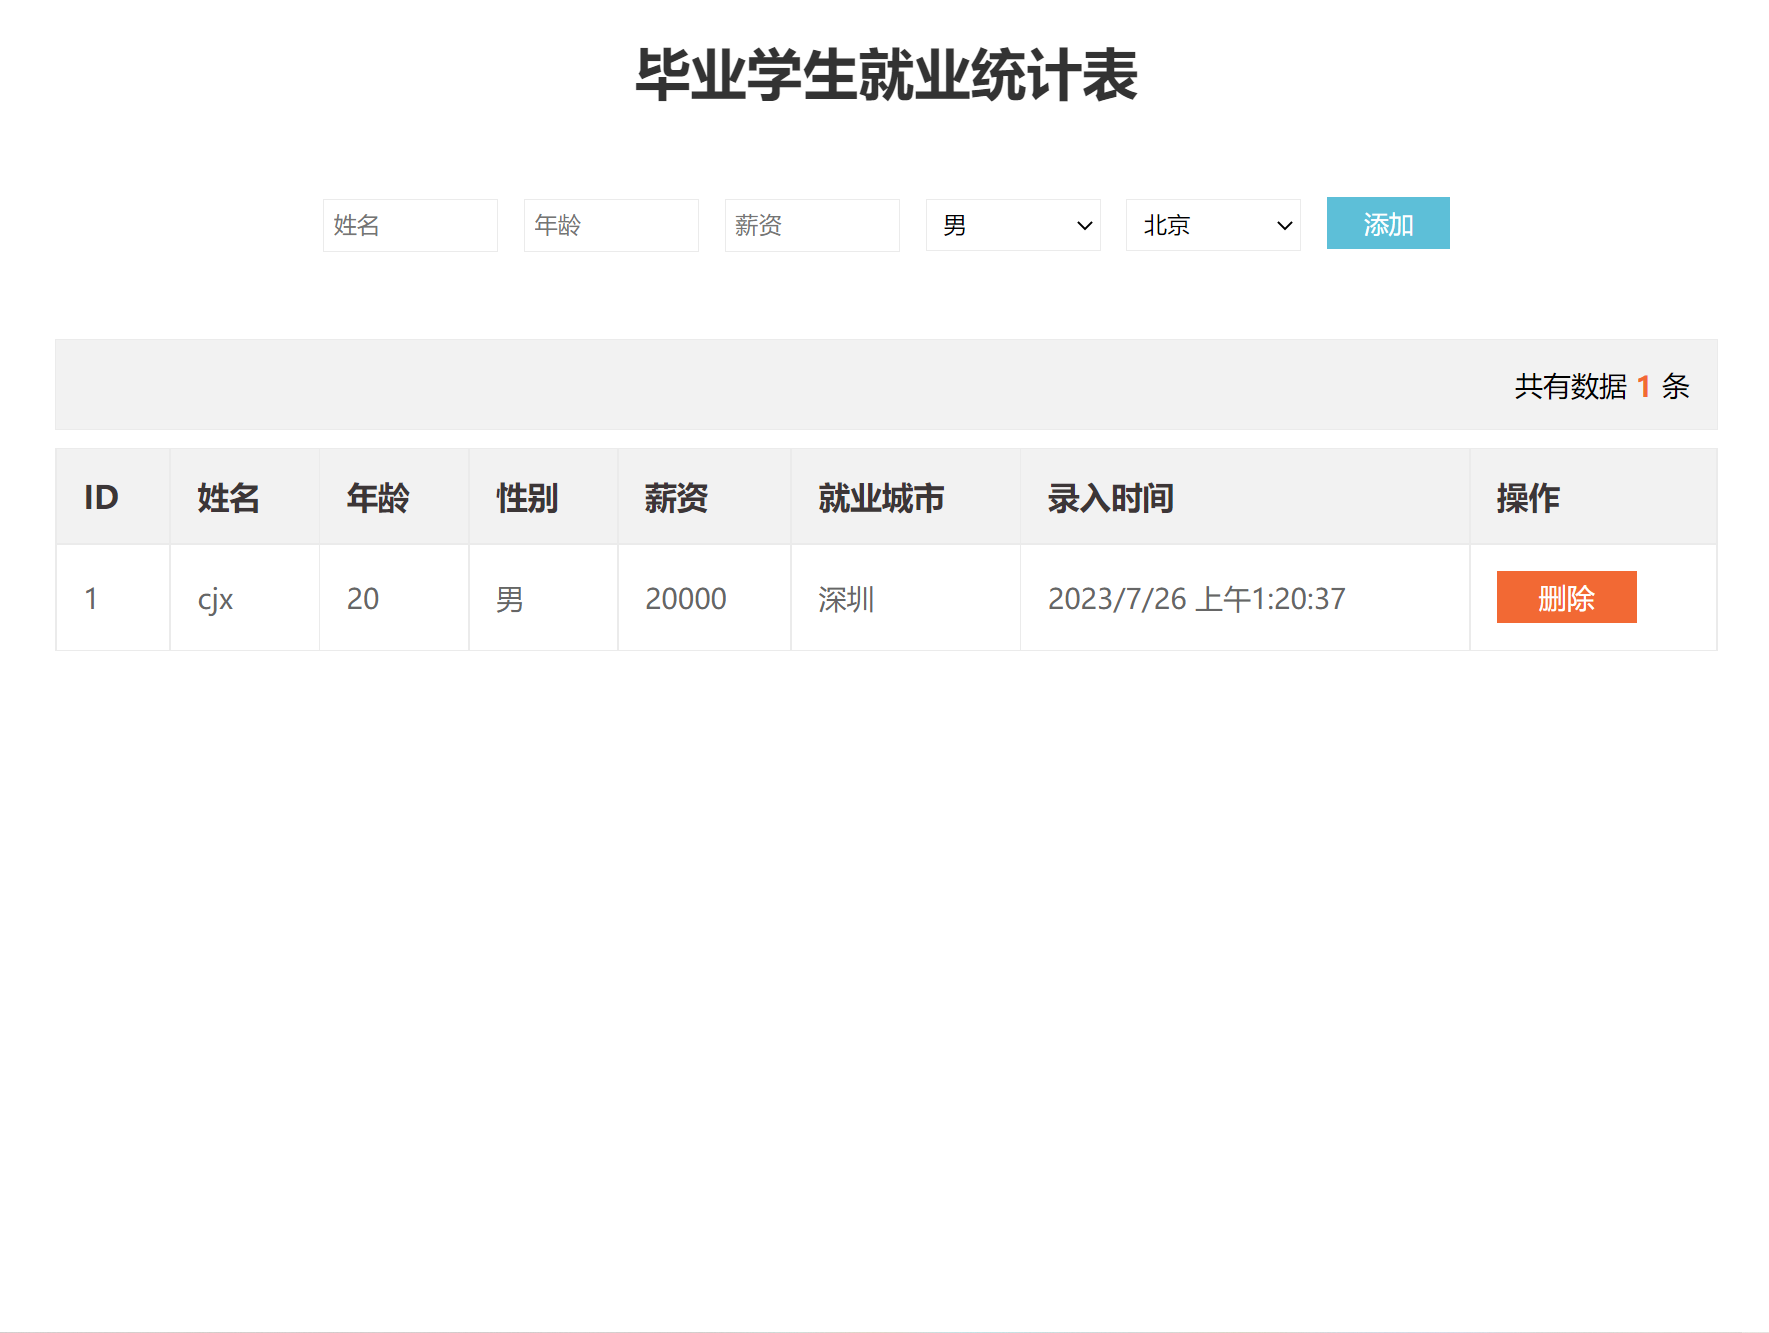 毕业学生就业统计表
姓名 年龄 薪资 男 北京 添加
共有数据 1 条
ID 姓名 年龄 性别 薪资 就业城市 录入时间 操作
1 cjx 20 男 20000 深圳 2023/7/26 上午1:20:37 删除